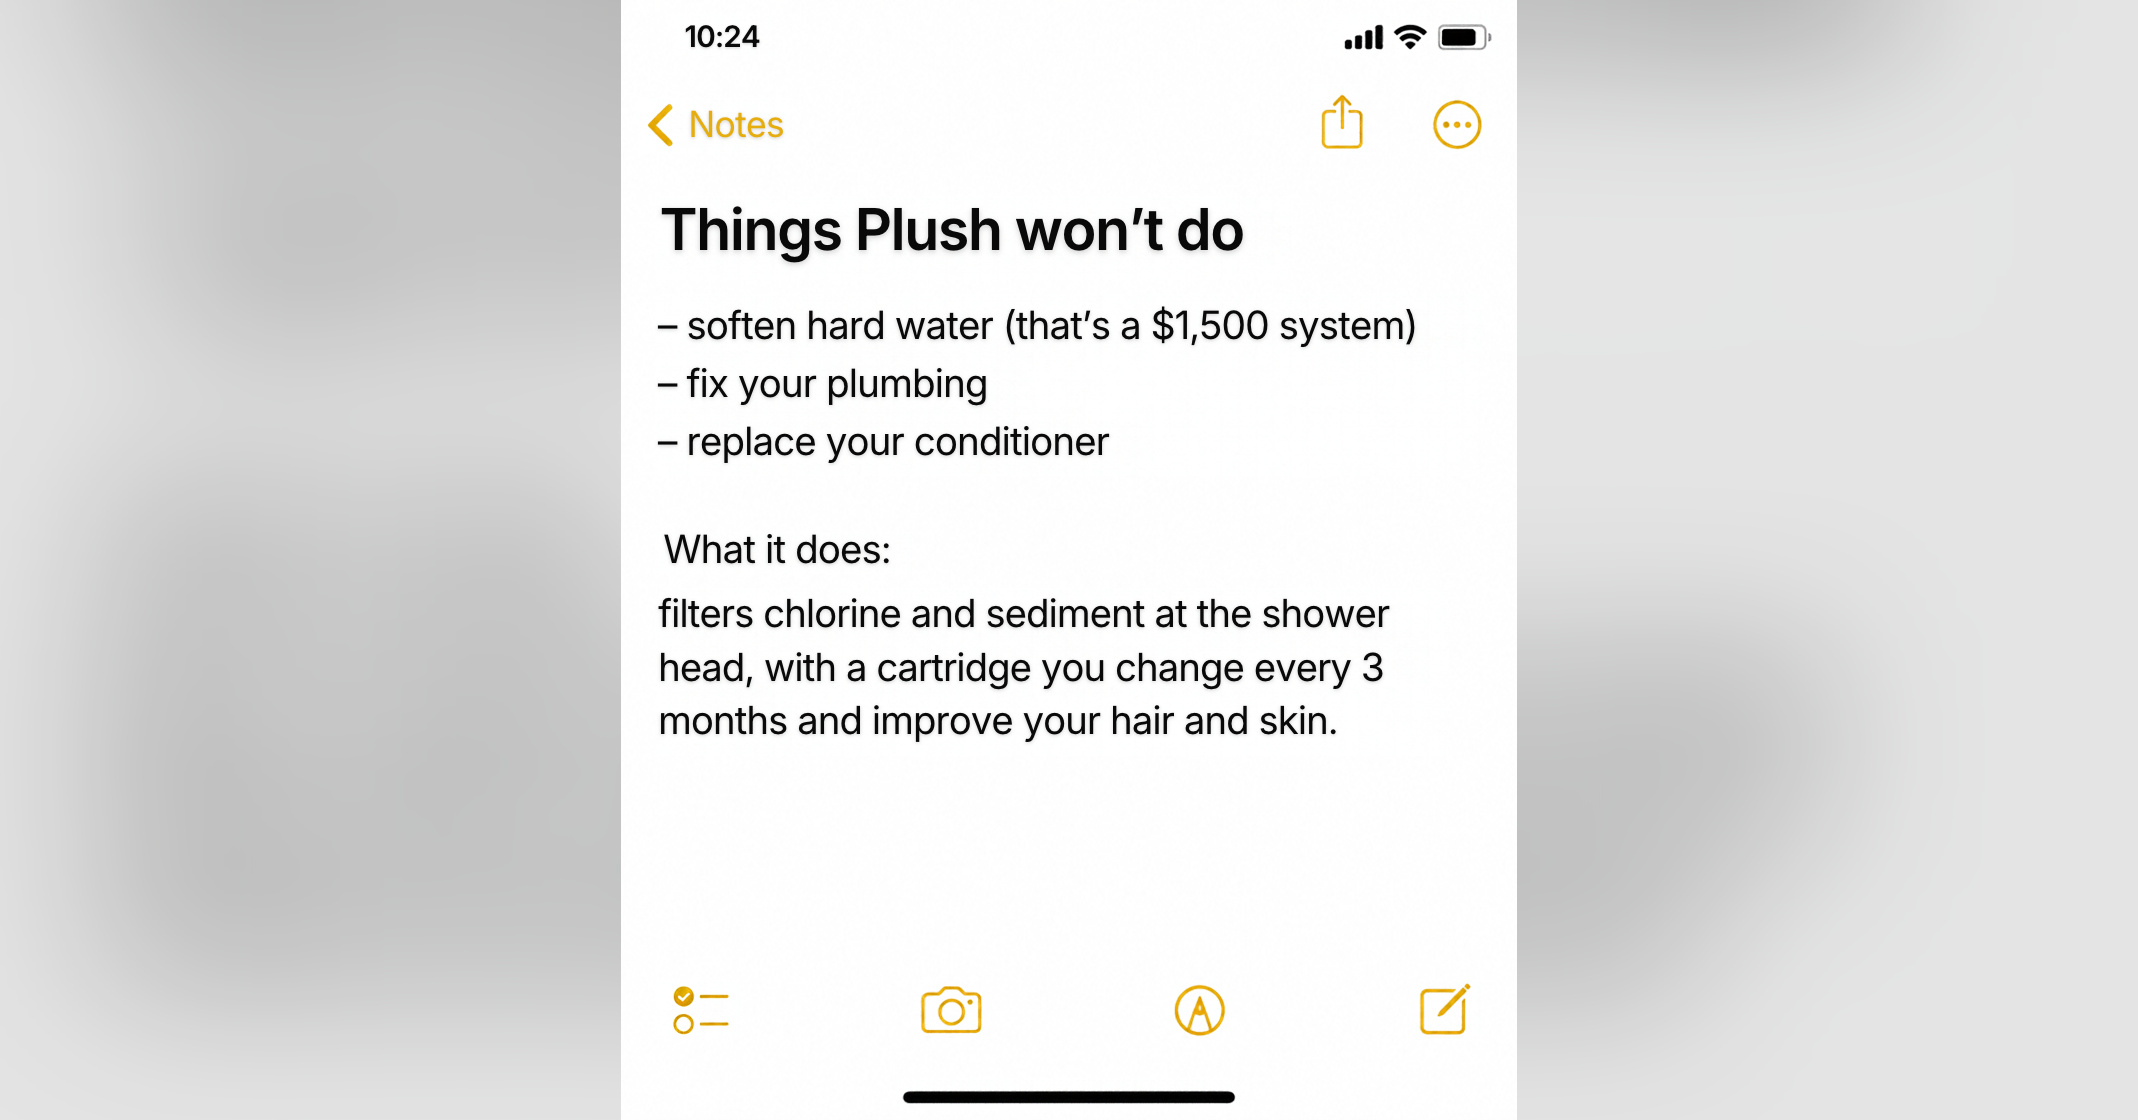 10:24
Notes
Things Plush won’t do
– soften hard water (that’s a $1,500 system)
– fix your plumbing
– replace your conditioner
What it does:
filters chlorine and sediment at the shower
head, with a cartridge you change every 3
months and improve your hair and skin.